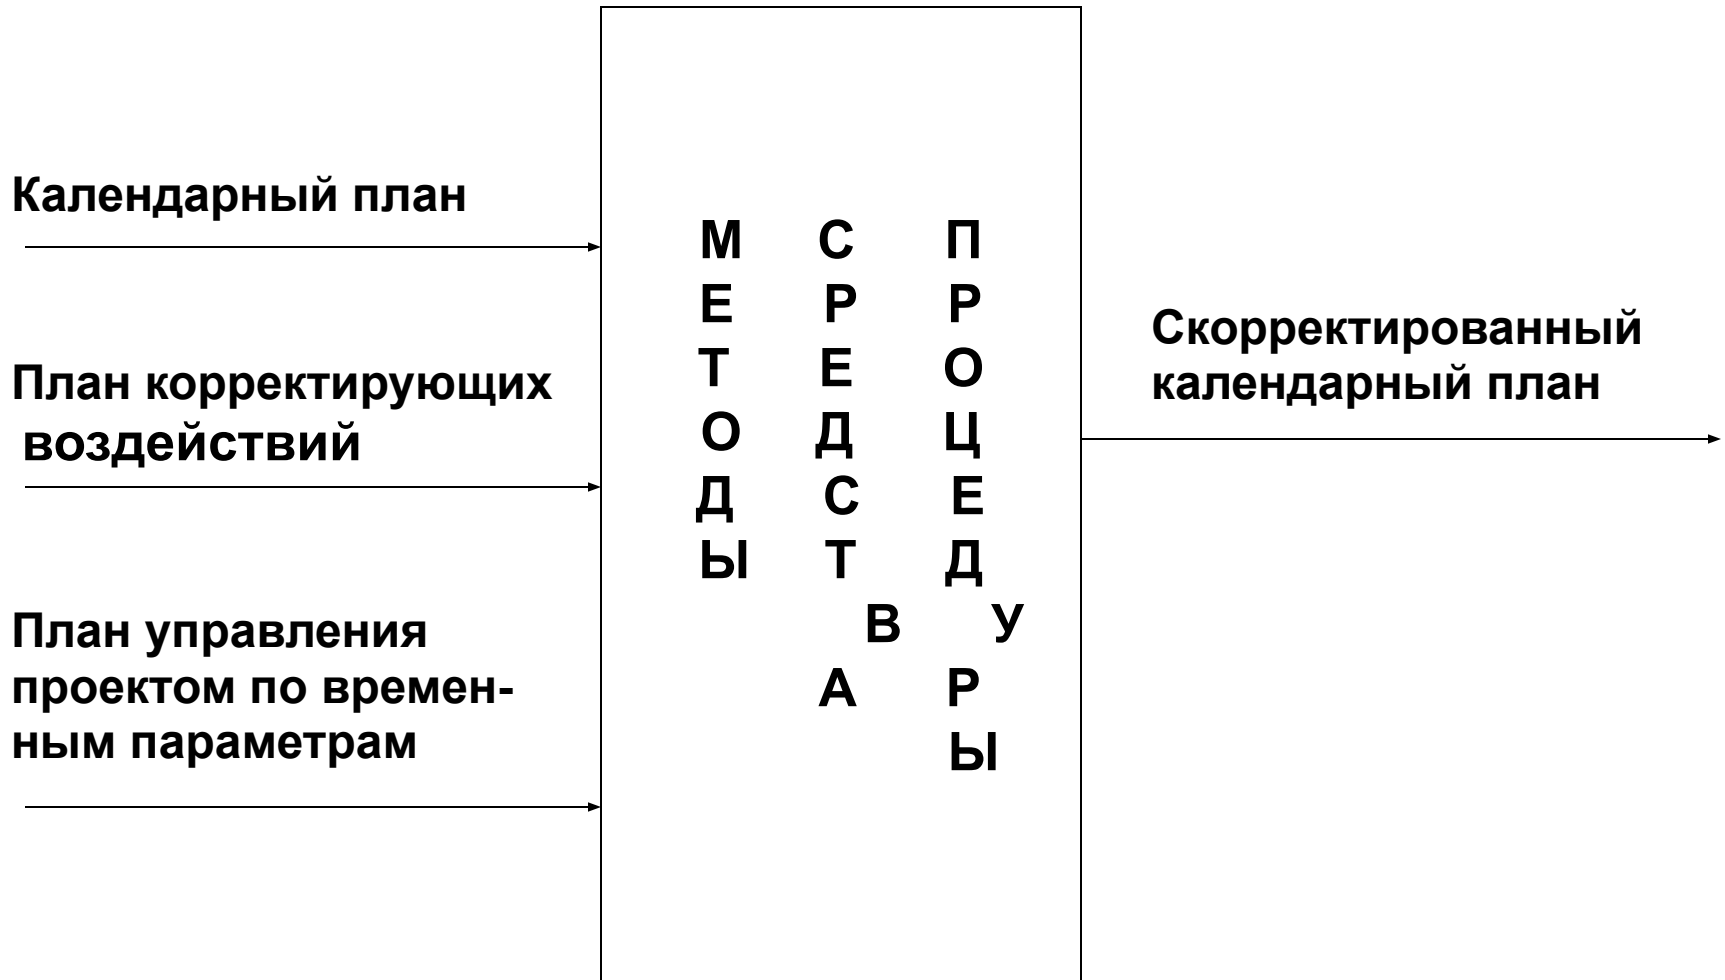 Календарный план
План корректирующих
воздействий
План управления
проектом по времен-
ным параметрам
М С П
Е Р Р
Т Е О
О Д Ц
Д С Е
Ы Т Д
В У
А Р
Ы
Скорректированный
календарный план